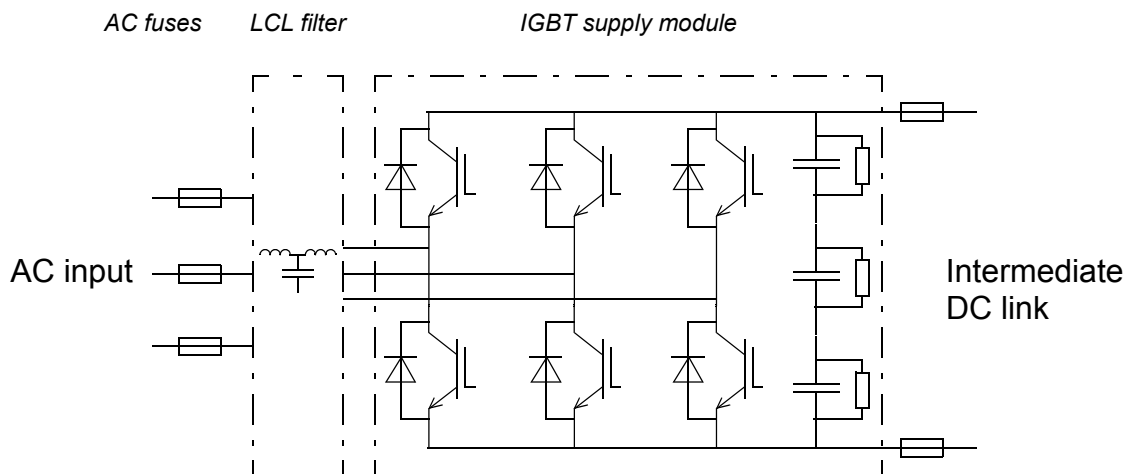 AC fuses
LCL filter
IGBT supply module
AC input
Intermediate
DC link